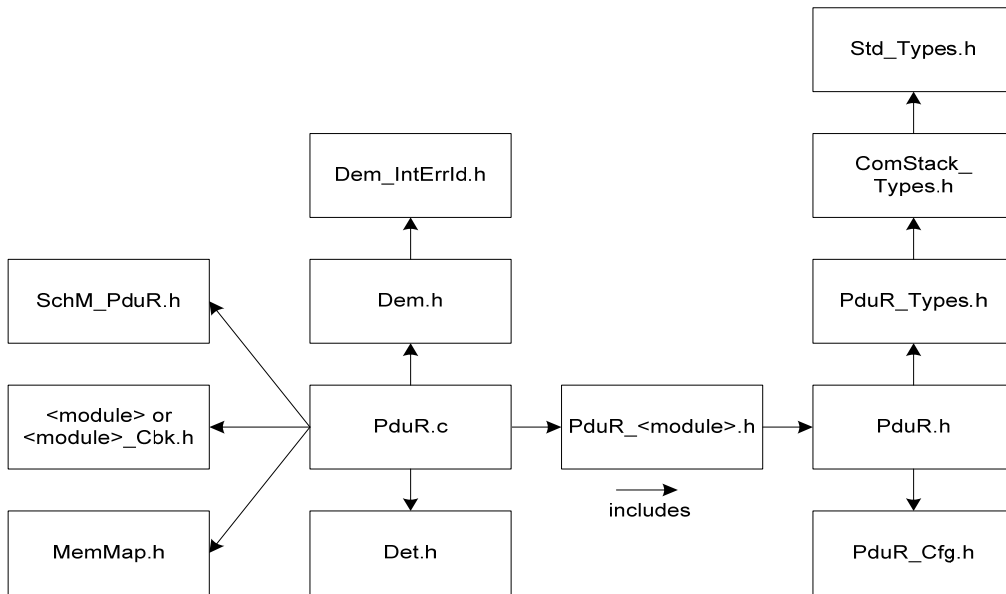 Std_Types.h
Dem_IntErrId.h
ComStack_
Types.h
SchM_PduR.h
Dem.h
PduR_Types.h
<module> or
<module>_Cbk.h
PduR.c
PduR_<module>.h
PduR.h
includes
MemMap.h
Det.h
PduR_Cfg.h